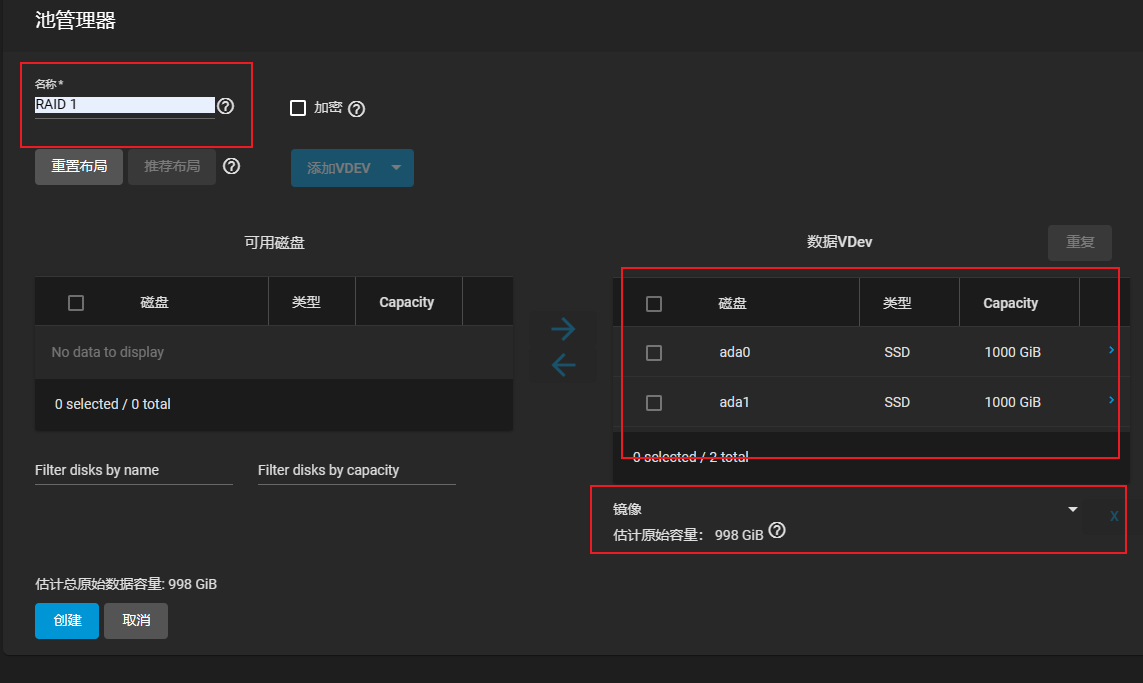 池管理器
名称*
RAID 1
加密
重置布局 推荐布局 添加VDEV
可用磁盘
磁盘 类型 Capacity
No data to display
0 selected / 0 total
Filter disks by name Filter disks by capacity
数据VDev 重复
磁盘 类型 Capacity
ada0 SSD 1000 GiB
ada1 SSD 1000 GiB
0 selected / 2 total
镜像
X
估计原始容量: 998 GiB
估计总原始数据容量: 998 GiB
创建 取消